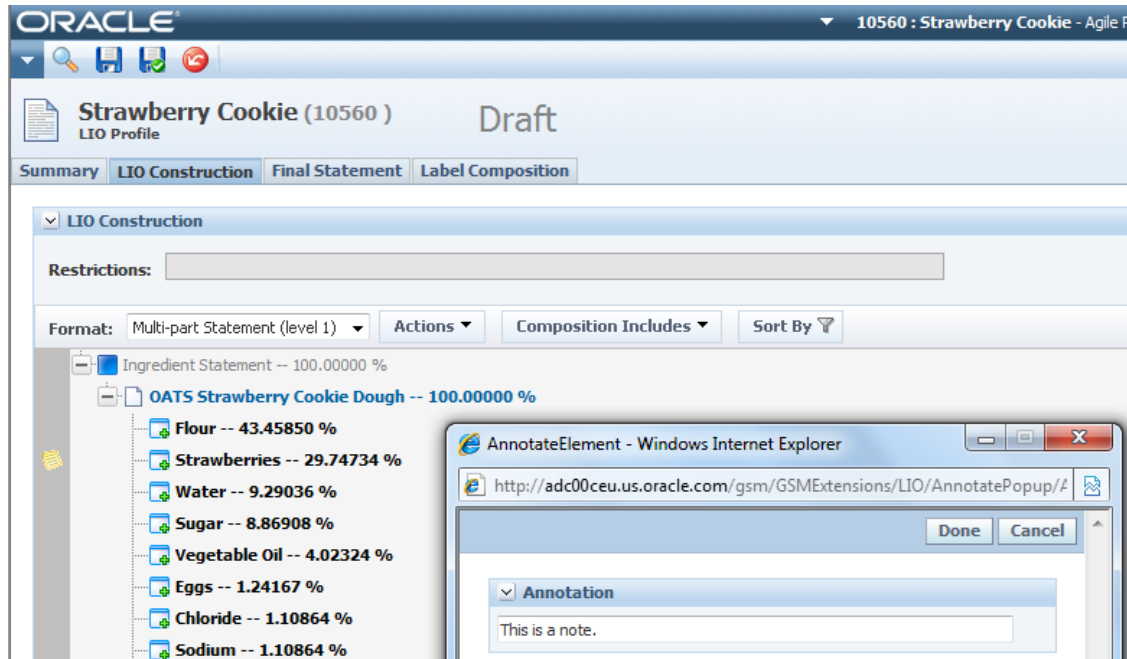 ORACLE
10560 : Strawberry Cookie - Agile P
Strawberry Cookie (10560 )
LIO Profile
Draft
Summary LIO Construction Final Statement Label Composition
LIO Construction
Restrictions:
Format: Multi-part Statement (level 1) Actions Composition Includes Sort By
Ingredient Statement -- 100.00000 %
OATS Strawberry Cookie Dough -- 100.00000 %
Flour -- 43.45850 %
Strawberries -- 29.74734 %
Water -- 9.29036 %
Sugar -- 8.86908 %
Vegetable Oil -- 4.02324 %
Eggs -- 1.24167 %
Chloride -- 1.10864 %
Sodium -- 1.10864 %
AnnotateElement - Windows Internet Explorer
http://adc00ceu.us.oracle.com/gsm/GSMExtensions/LIO/AnnotatePopup/A
Done Cancel
Annotation
This is a note.